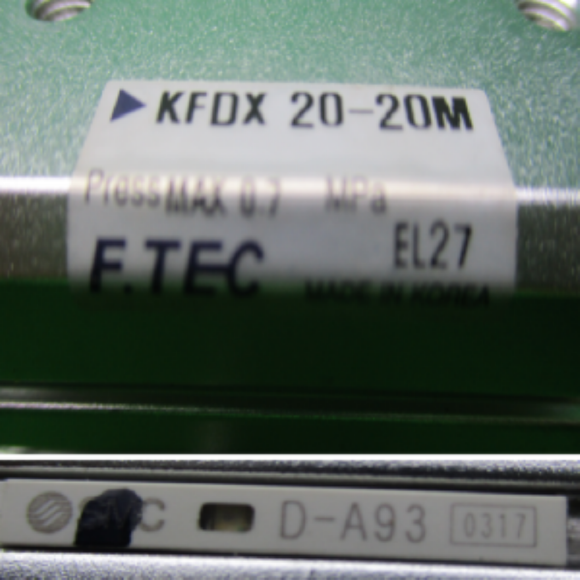 KFDX 20-20M
Press MAX 0.7 MPa
EL27
F.TEC
MADE IN KOREA
D-A93 0317